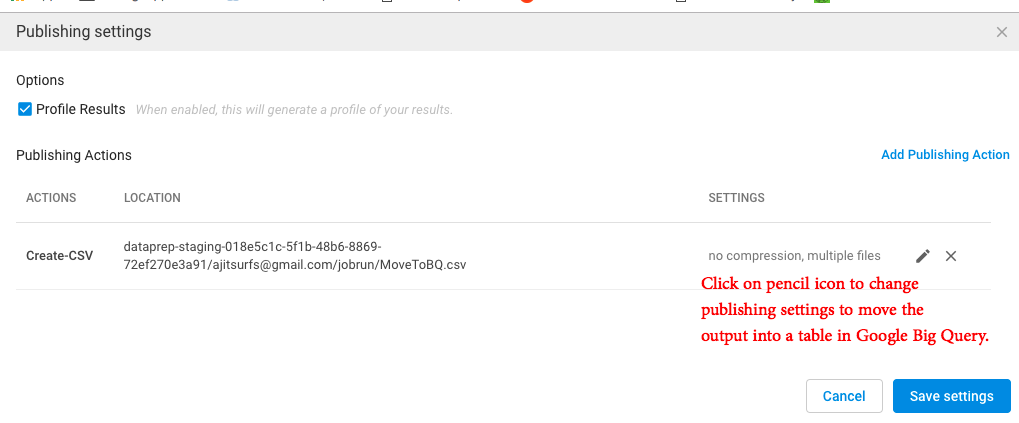 Publishing settings
Options
Profile Results When enabled, this will generate a profile of your results.
Publishing Actions Add Publishing Action
ACTIONS LOCATION SETTINGS
Create-CSV dataprep-staging-018e5c1c-5f1b-48b6-8869-
72ef270e3a91/ajitsurfs@gmail.com/jobrun/MoveToBQ.csv
no compression, multiple files
Click on pencil icon to change
publishing settings to move the
output into a table in Google Big Query.
Cancel Save settings